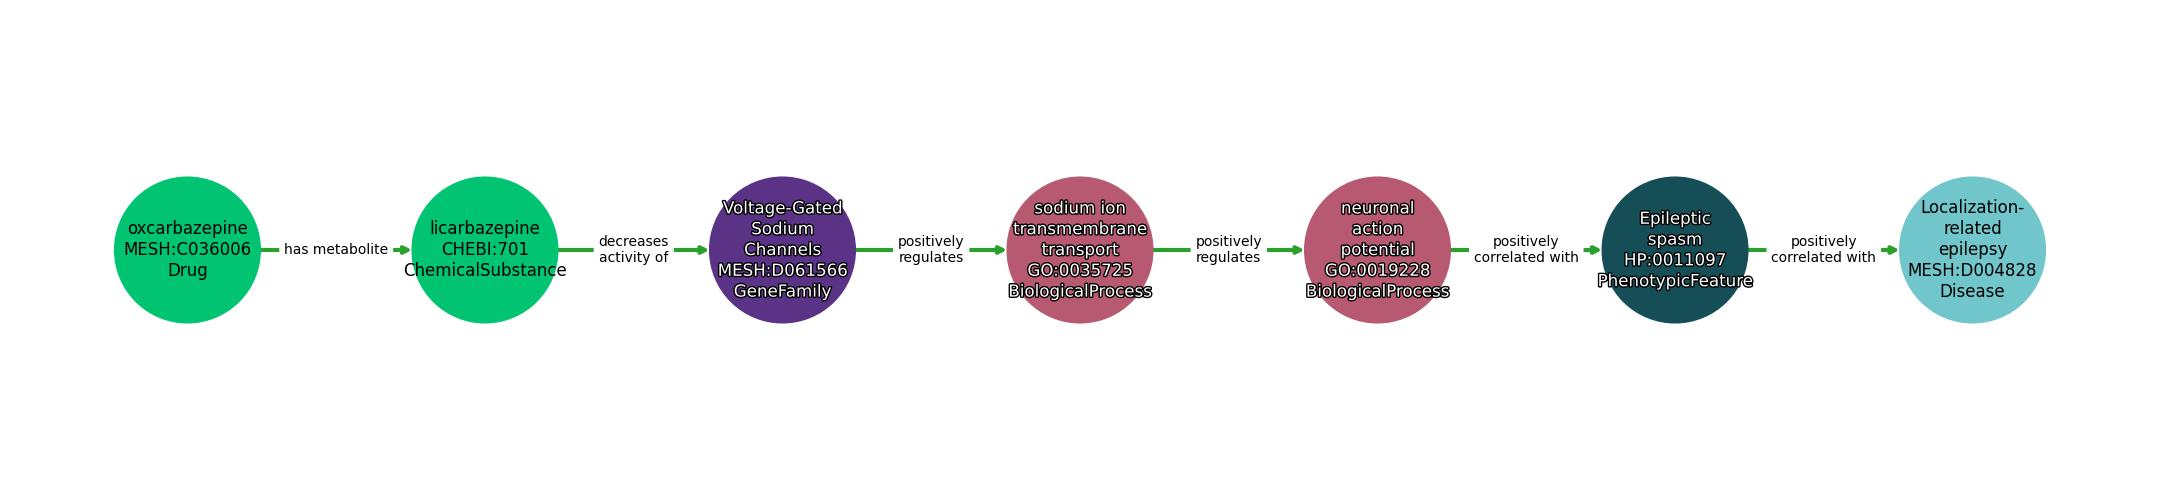 oxcarbazepine
MESH:C036006
Drug
has metabolite
licarbazepine
CHEBI:701
ChemicalSubstance
decreases
activity of
Voltage-Gated
Sodium
Channels
MESH:D061566
GeneFamily
positively
regulates
sodium ion
transmembrane
transport
GO:0035725
BiologicalProcess
positively
regulates
neuronal
action
potential
GO:0019228
BiologicalProcess
positively
correlated with
Epileptic
spasm
HP:0011097
PhenotypicFeature
positively
correlated with
Localization-
related
epilepsy
MESH:D004828
Disease